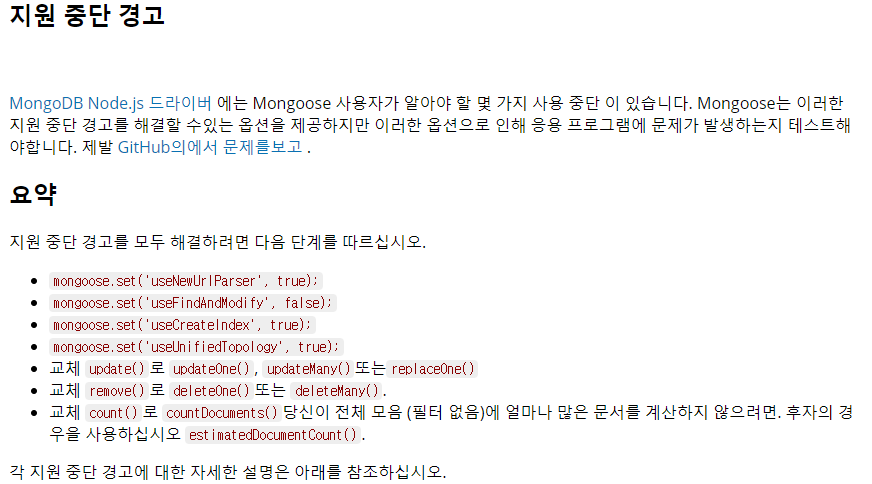 지원 중단 경고
MongoDB Node.js 드라이버 에는 Mongoose 사용자가 알아야 할 몇 가지 사용 중단 이 있습니다. Mongoose는 이러한
지원 중단 경고를 해결할 수있는 옵션을 제공하지만 이러한 옵션으로 인해 응용 프로그램에 문제가 발생하는지 테스트해
야합니다. 제발 GitHub의에서 문제를보고 .
요약
지원 중단 경고를 모두 해결하려면 다음 단계를 따르십시오.
• mongoose.set('useNewUrlParser', true);
• mongoose.set('useFindAndModify', false);
• mongoose.set('useCreateIndex', true);
• mongoose.set('useUnifiedTopology', true);
• 교체 update() 로 updateOne() , updateMany() 또는 replaceOne()
• 교체 remove() 로 deleteOne() 또는 deleteMany() .
• 교체 count() 로 countDocuments() 당신이 전체 모음 (필터 없음)에 얼마나 많은 문서를 계산하지 않으려면. 후자의 경
우을 사용하십시오 estimatedDocumentCount() .
각 지원 중단 경고에 대한 자세한 설명은 아래를 참조하십시오.